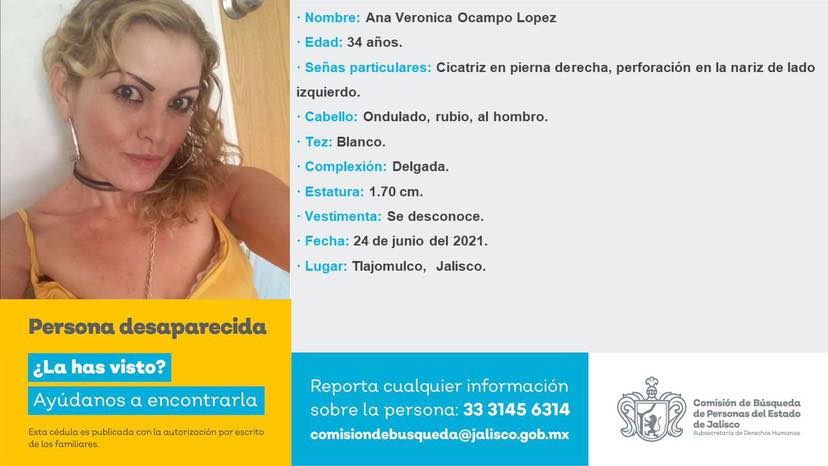 · Nombre: Ana Veronica Ocampo Lopez
· Edad: 34 años.
· Señas particulares: Cicatriz en pierna derecha, perforación en la nariz de lado
izquierdo.
· Cabello: Ondulado, rubio, al hombro.
· Tez: Blanco.
· Complexión: Delgada.
· Estatura: 1.70 cm.
· Vestimenta: Se desconoce.
· Fecha: 24 de junio del 2021.
· Lugar: Tlajomulco, Jalisco.
Persona desaparecida
¿La has visto?
Ayúdanos a encontrarla
Esta cédula es publicada con la autorización por escrito
de los familiares.
Reporta cualquier información
sobre la persona: 33 3145 6314
comisiondebusqueda@jalisco.gob.mx
Comisión de Búsqueda
de Personas del Estado
de Jalisco
Subsecretaría de Derechos Humanos